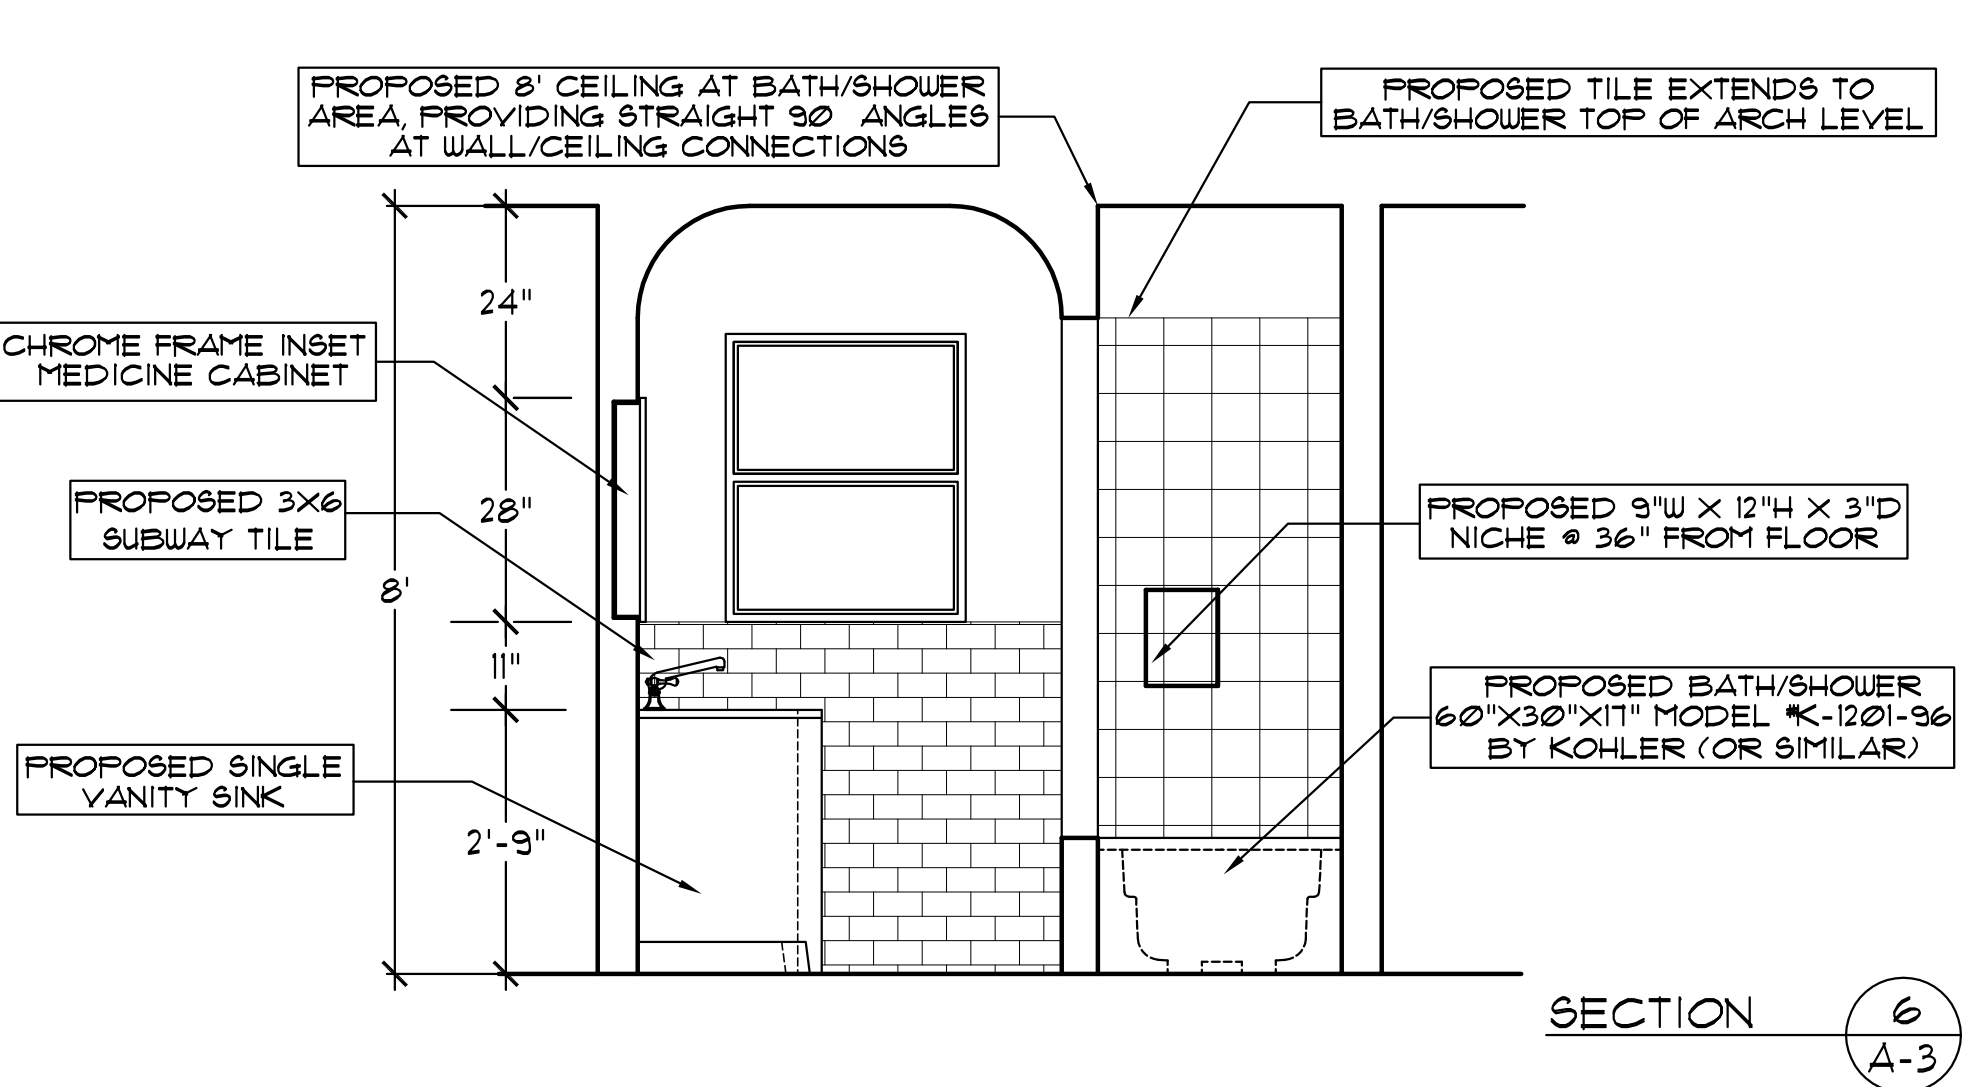 PROPOSED 8' CEILING AT BATH/SHOWER
AREA, PROVIDING STRAIGHT 90 ANGLES
AT WALL/CEILING CONNECTIONS
PROPOSED TILE EXTENDS TO
BATH/SHOWER TOP OF ARCH LEVEL
24"
CHROME FRAME INSET
MEDICINE CABINET
PROPOSED 3X6
SUBWAY TILE
28"
8'
PROPOSED 9"W X 12"H X 3"D
NICHE @ 36" FROM FLOOR
11"
PROPOSED BATH/SHOWER
60"X30"X17" MODEL #K-1201-96
BY KOHLER (OR SIMILAR)
PROPOSED SINGLE
VANITY SINK
2'-9"
SECTION
6
A-3